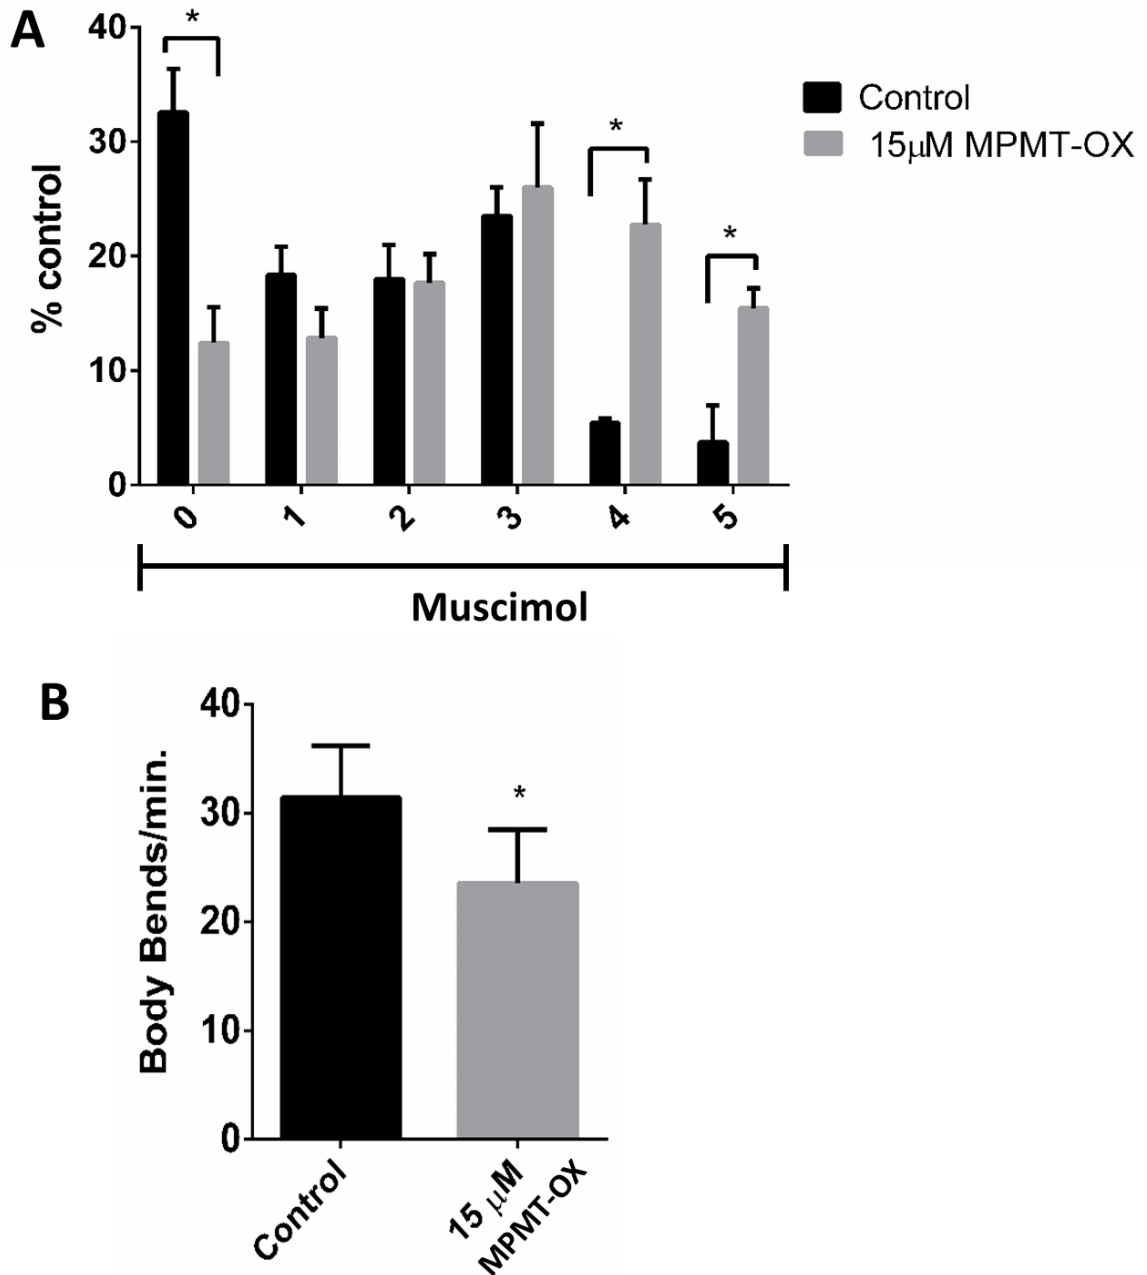 A
*
40
30
20
10
0
% control
*
*
Control
15μM MPMT-OX
0 1 2 3 4 5
Muscimol
B
40
30
20
10
0
Body Bends/min.
*
Control
15 μM
MPMT-OX